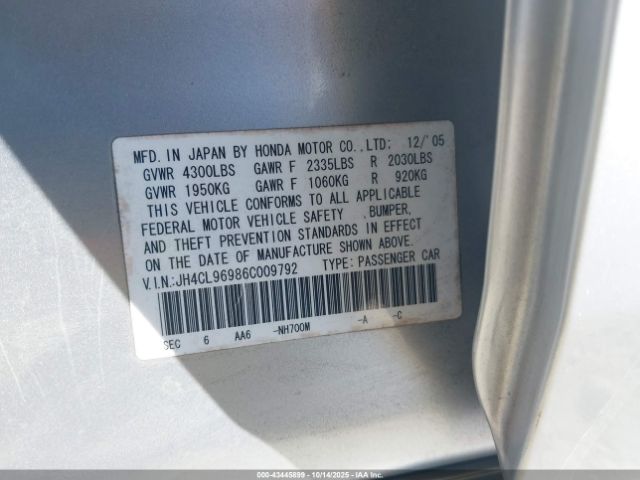 MFD. IN JAPAN BY HONDA MOTOR CO.,LTD: 12/'05
GVWR 4300LBS GAWR F 2335LBS R 2030LBS
GVWR 1950KG GAWR F 1060KG R 920KG
THIS VEHICLE CONFORMS TO ALL APPLICABLE
FEDERAL MOTOR VEHICLE SAFETY ,BUMPER,
AND THEFT PREVENTION STANDARDS IN EFFECT
ON THE DATE OF MANUFACTURE SHOWN ABOVE.
V.I.N.:JH4CL96986C009792 TYPE: PASSENGER CAR
SEC 6 AA6 -NH700M -A -C
000-43445899 | 10/14/2025 - IAA Inc.